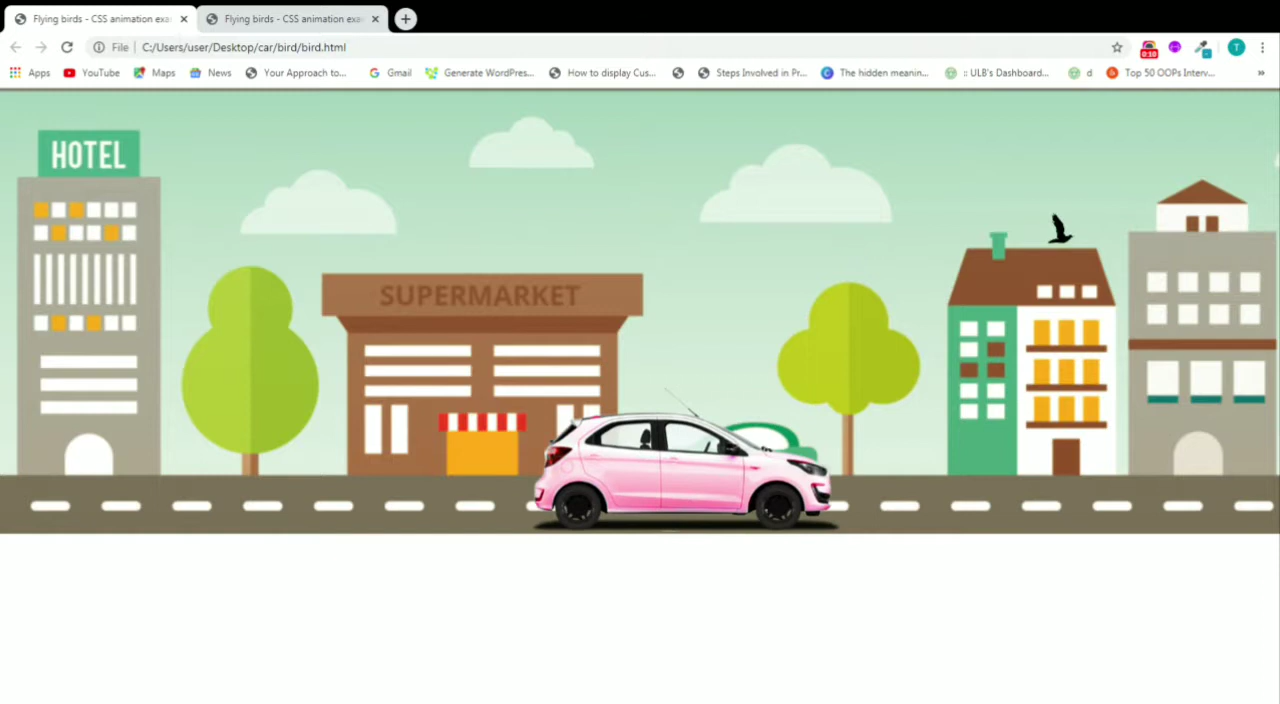 Flying birds - CSS animation exa
Flying birds - CSS animation exa
File
C:/Users/user/Desktop/car/bird/bird.html
0:10
T
Apps
YouTube
Maps
News
Your Approach to...
Gmail
Generate WordPres...
How to display Cus...
Steps Involved in Pr...
The hidden meanin...
:: ULB's Dashboard...
d
Top 50 OOPs Interv...
»
HOTEL
SUPERMARKET